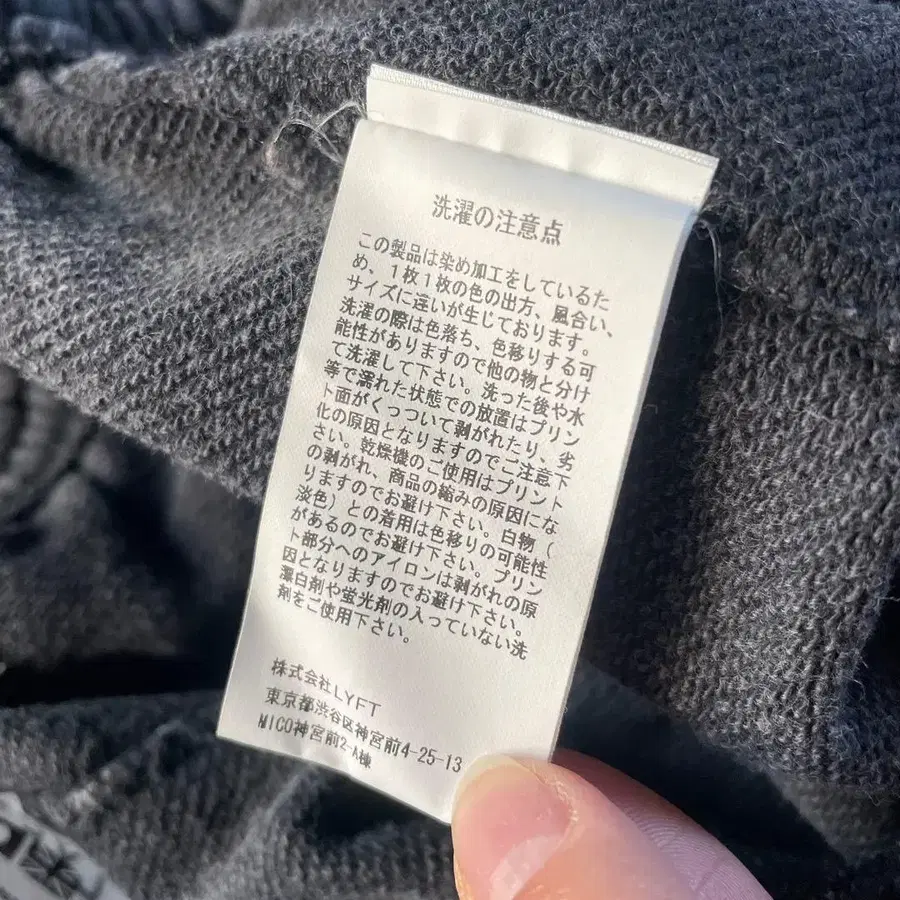 洗濯の注意点
この製品は染め加工をしているた
め、1枚1枚の色の出方、風合い、
サイズに違いが生じております。
洗濯の際は色落ち、色移りする可
能性がありますので他の物と分け
て洗濯して下さい。洗った後や水
等で濡れた状態での放置はプリン
ト面がくっついて剥がれたり、劣
化の原因となりますのでご注意下
さい。乾燥機のご使用はプリント
の剥がれ、商品の縮みの原因にな
りますのでお避け下さい。白物(
淡色)との着用は色移りの可能性
があるのでお避け下さい。プリン
ト部分へのアイロンは剥がれの原
因となりますのでお避け下さい。
漂白剤や蛍光剤の入っていない洗
剤をご使用下さい。
株式会社LYFT
東京都渋谷区神宮前4-25-13
MICO神宮前2-A棟